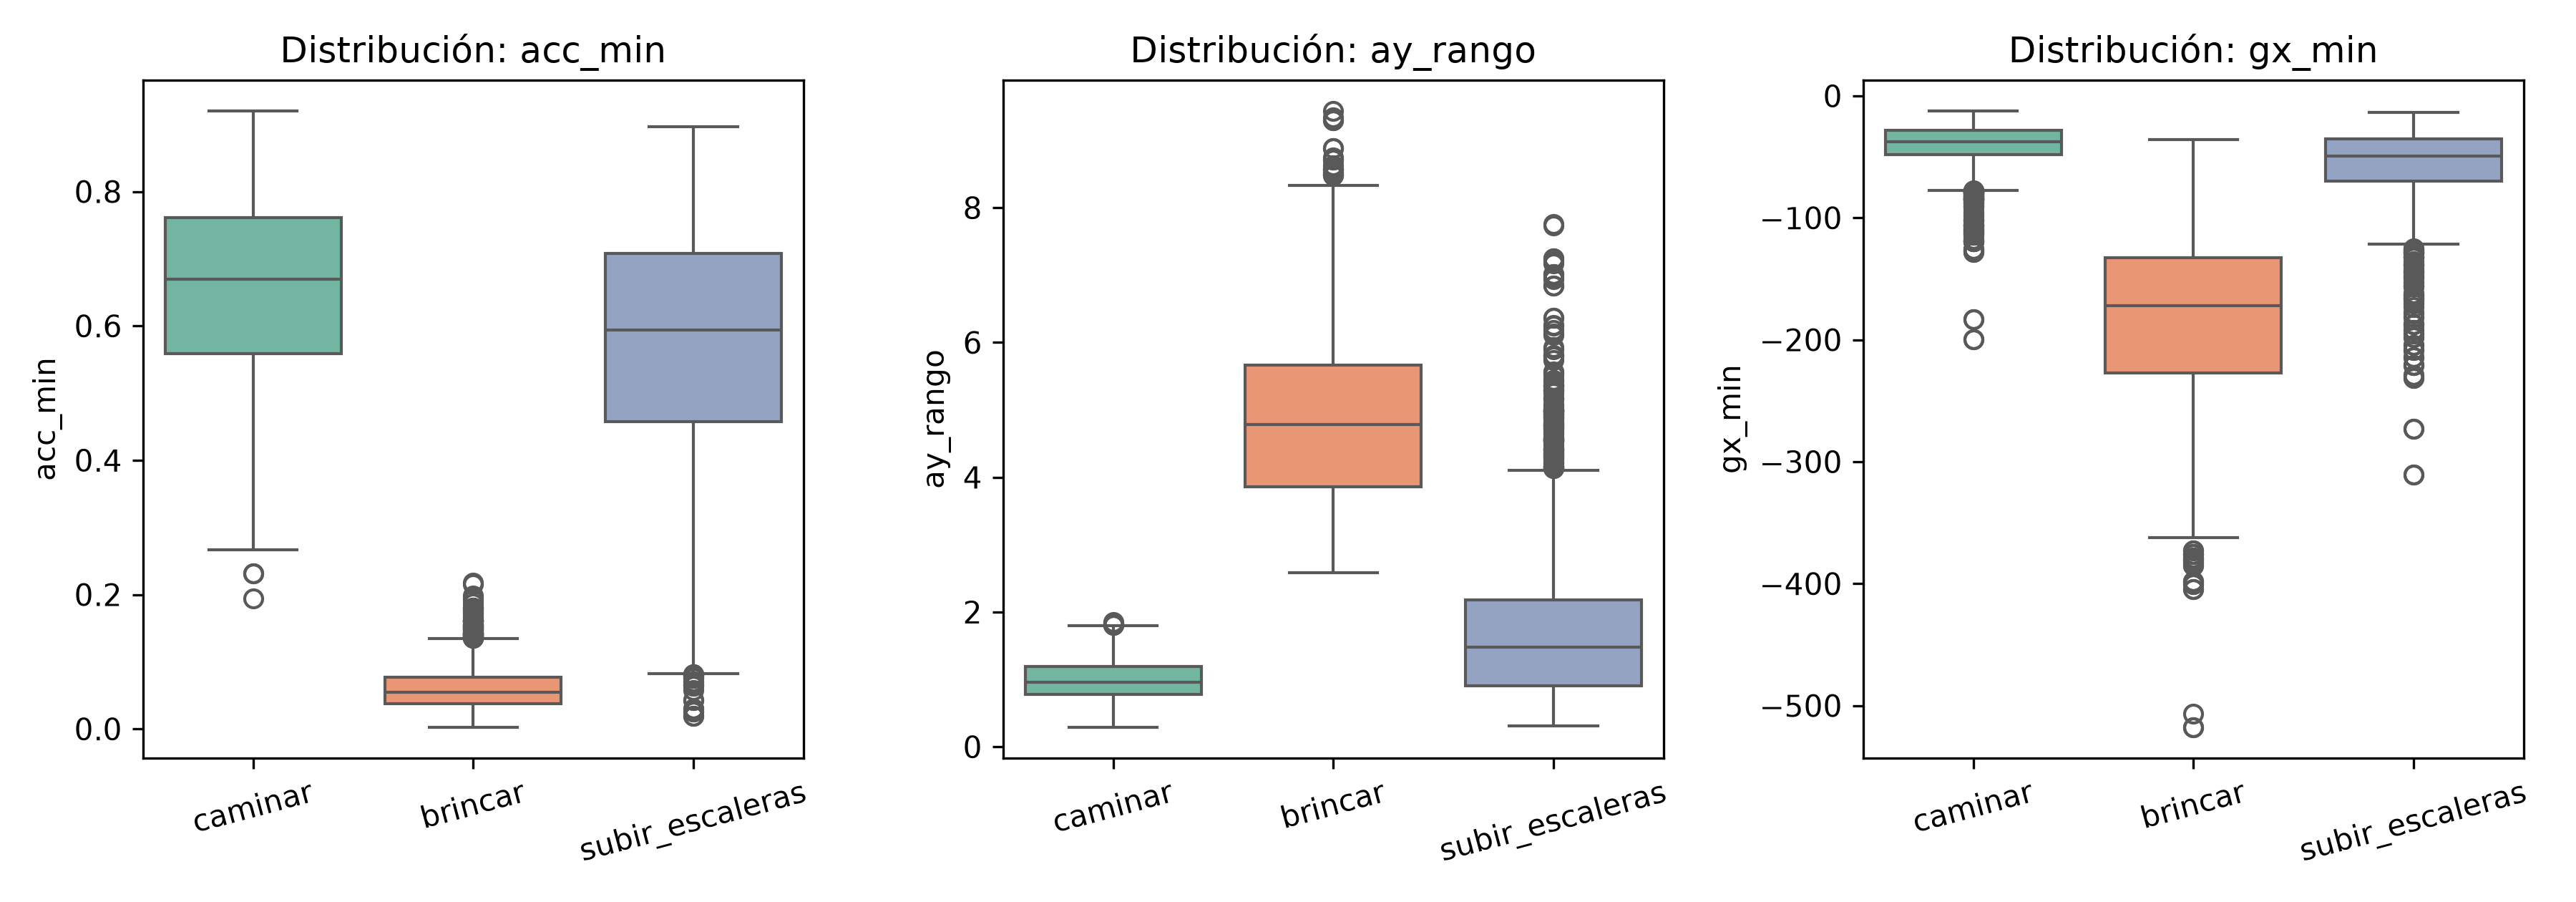 Distribución: acc_min
acc_min
0.8
0.6
0.4
0.2
0.0
caminar
brincar
subir_escaleras
Distribución: ay_rango
ay_rango
8
6
4
2
0
caminar
brincar
subir_escaleras
Distribución: gx_min
gx_min
0
−100
−200
−300
−400
−500
caminar
brincar
subir_escaleras